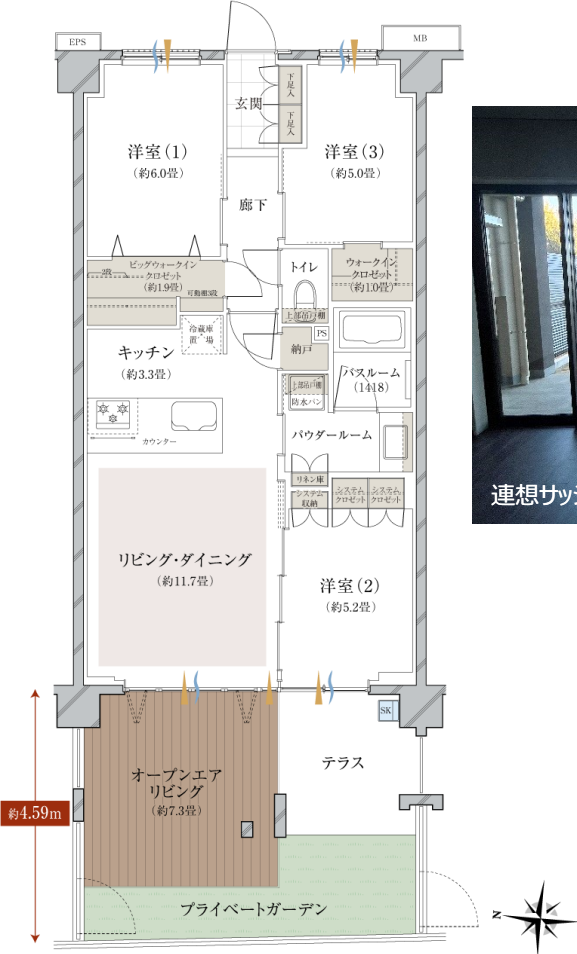 EPS
MB
玄関
下足入
下足入
洋室(1)
(約6.0畳)
洋室(3)
(約5.0畳)
廊下
ビッグウォークイン
クロゼット
(約1.9畳)
可動棚3段
トイレ
上部吊戸棚
ウォークイン
クロゼット
(約1.0畳)
冷蔵庫
置場
PS
納戸
キッチン
(約3.3畳)
バスルーム
(1418)
上部吊戸棚
防水パン
カウンター
パウダールーム
リネン庫
システム
収納
システム
クロゼット
システム
クロゼット
連想サッシ
リビング・ダイニング
(約11.7畳)
洋室(2)
(約5.2畳)
SK
テラス
オープンエア
リビング
(約7.3畳)
約4.59m
プライベートガーデン
N